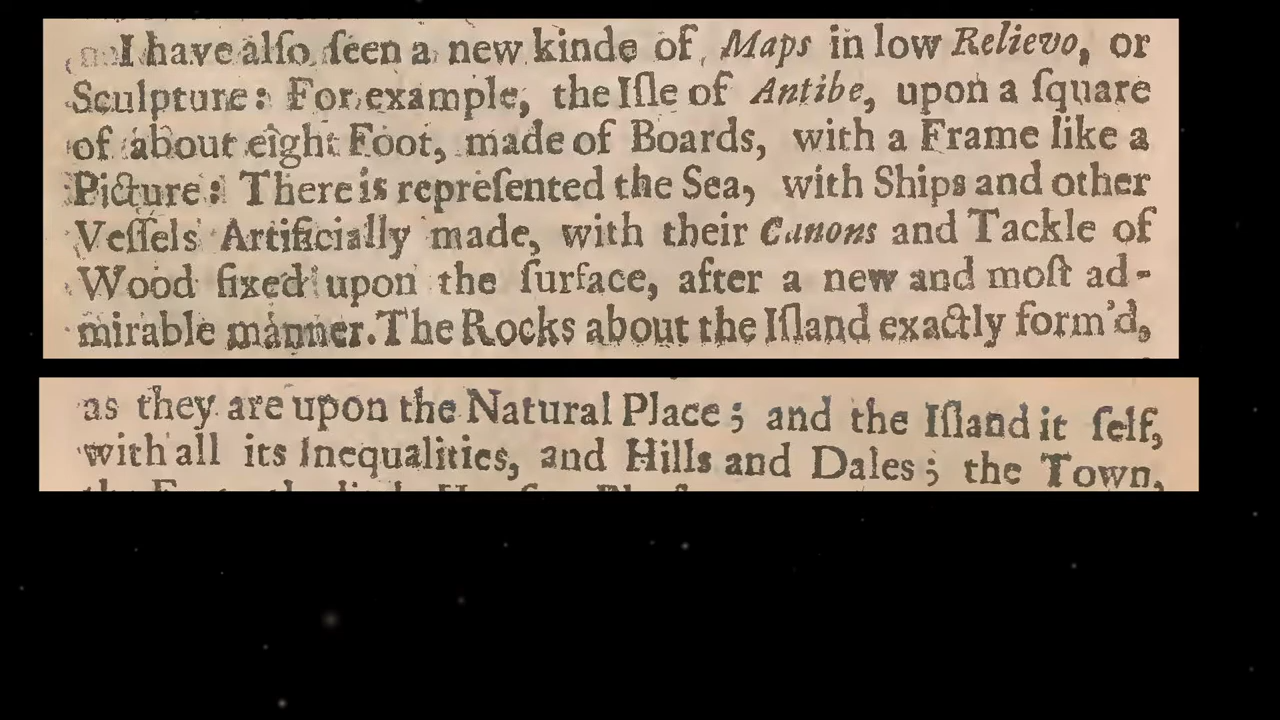 I have alſo ſeen a new kinde of Maps in low Relievo, or
Sculpture: For example, the Iſle of Antibe, upon a ſquare
of about eight Foot, made of Boards, with a Frame like a
Picture: There is repreſented the Sea, with Ships and other
Veſſels Artificially made, with their Canons and Tackle of
Wood fixed upon the ſurface, after a new and moſt ad-
mirable manner. The Rocks about the Iſland exactly form'd,
as they are upon the Natural Place; and the Iſland it ſelf,
with all its Inequalities, and Hills and Dales; the Town,